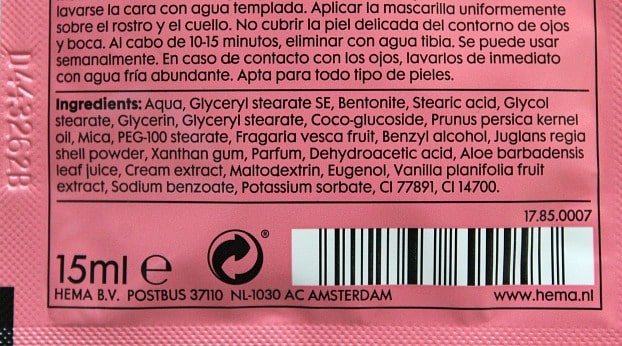 lavarse la cara con agua templada. Aplicar la mascarilla uniformemente
sobre el rostro y el cuello. No cubrir la piel delicada del contorno de ojos
y boca. Al cabo de 10-15 minutos, eliminar con agua tibia. Se puede usar
semanalmente. En caso de contacto con los ojos, lavarlos de inmediato
con agua fría abundante. Apta para todo tipo de pieles.
Ingredients: Aqua, Glyceryl stearate SE, Bentonite, Stearic acid, Glycol
stearate, Glycerin, Glyceryl stearate, Coco-glucoside, Prunus persica kernel
oil, Mica, PEG-100 stearate, Fragaria vesca fruit, Benzyl alcohol, Juglans regia
shell powder, Xanthan gum, Parfum, Dehydroacetic acid, Aloe barbadensis
leaf juice, Cream extract, Maltodextrin, Eugenol, Vanilla planifolia fruit
extract, Sodium benzoate, Potassium sorbate, CI 77891, CI 14700.
17.85.0007
15ml e
®
HEMA B.V. POSTBUS 37110 NL-1030 AC AMSTERDAM
www.hema.nl